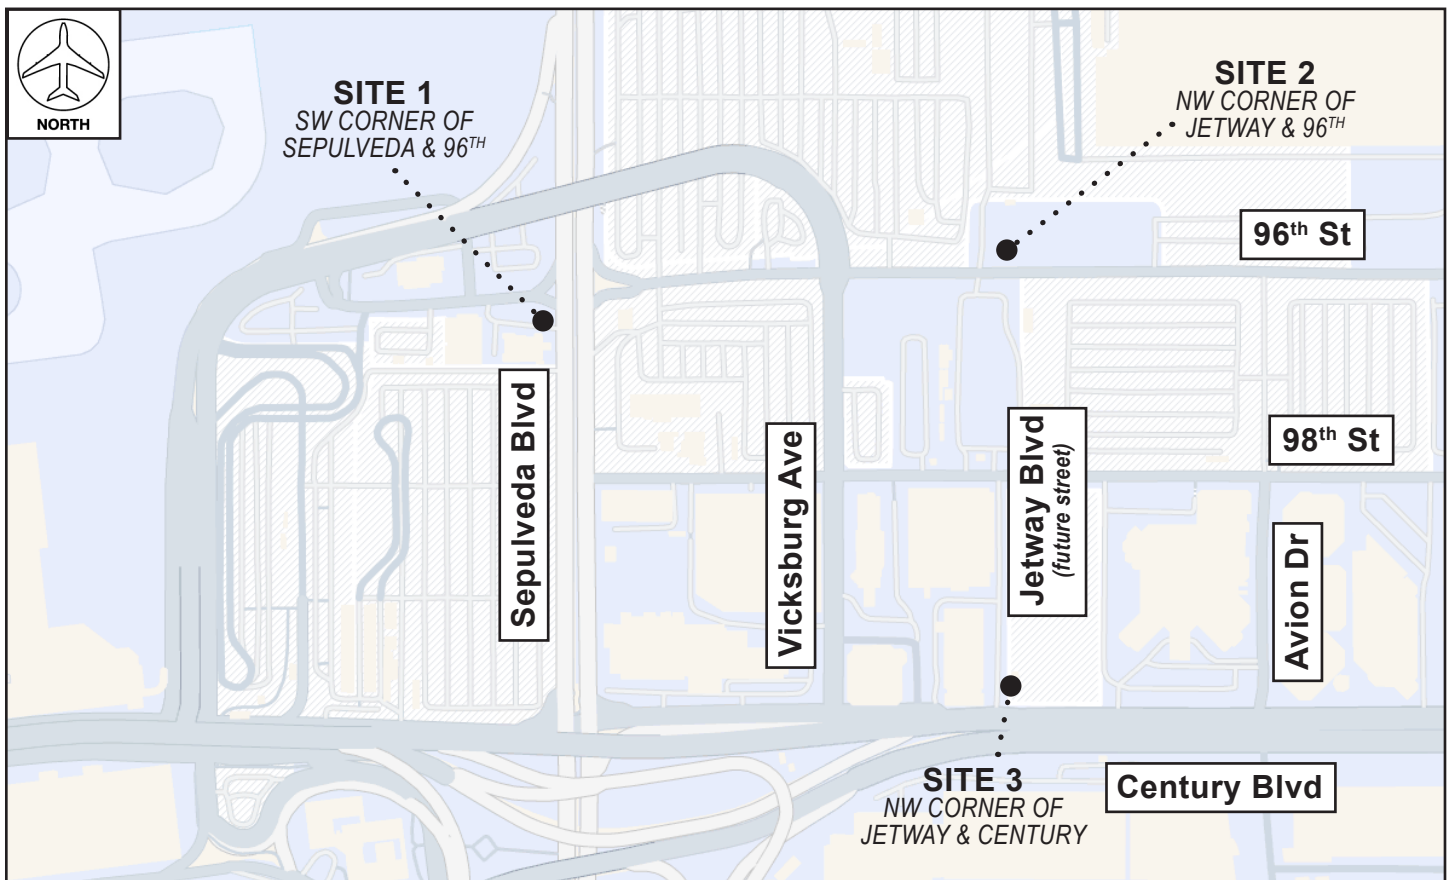 NORTH
SITE 1
SW CORNER OF
SEPULVEDA & 96TH
SITE 2
NW CORNER OF
JETWAY & 96TH
96th St
98th St
Sepulveda Blvd
Vicksburg Ave
Jetway Blvd
(future street)
Avion Dr
SITE 3
NW CORNER OF
JETWAY & CENTURY
Century Blvd